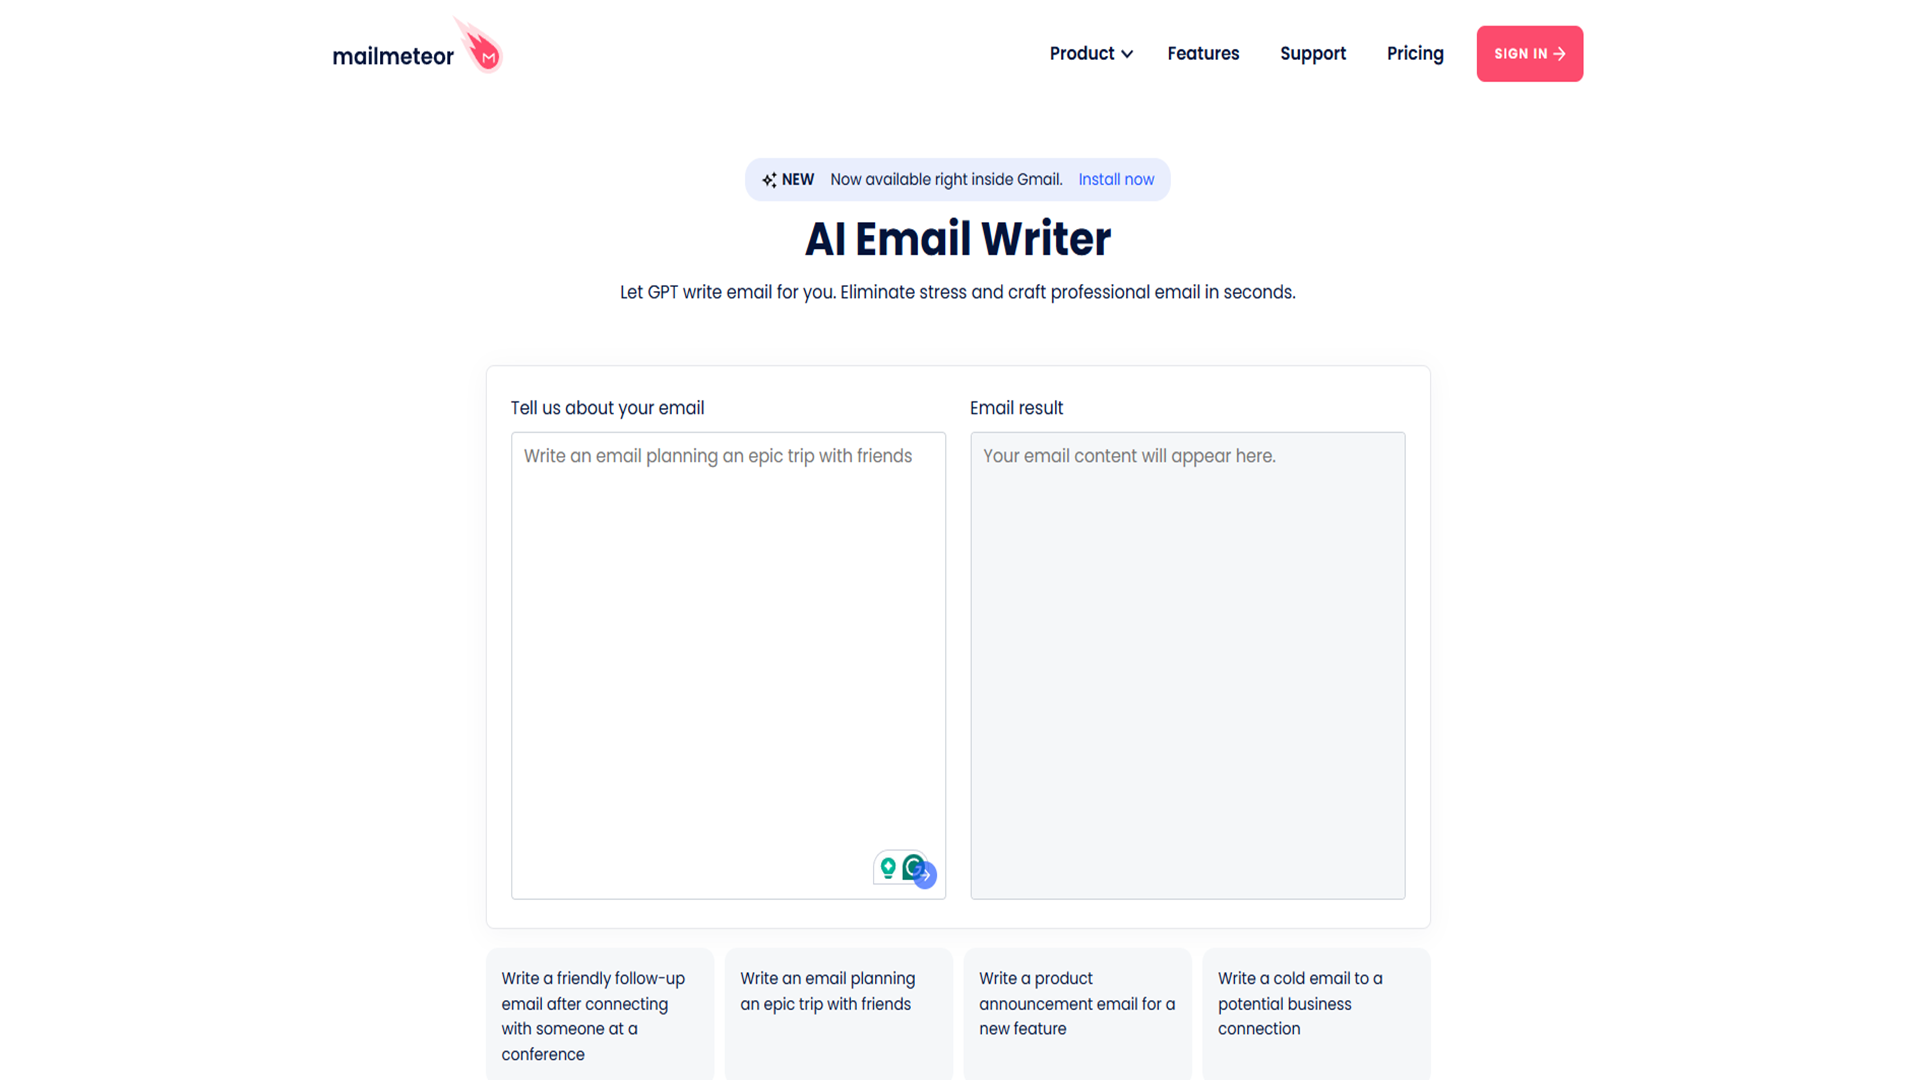 mailmeteor
Product
Features
Support
Pricing
SIGN IN
NEW Now available right inside Gmail. Install now
AI Email Writer
Let GPT write email for you. Eliminate stress and craft professional email in seconds.
Tell us about your email
Write an email planning an epic trip with friends
Email result
Your email content will appear here.
Write a friendly follow-up
email after connecting
with someone at a
conference
Write an email planning
an epic trip with friends
Write a product
announcement email for a
new feature
Write a cold email to a
potential business
connection